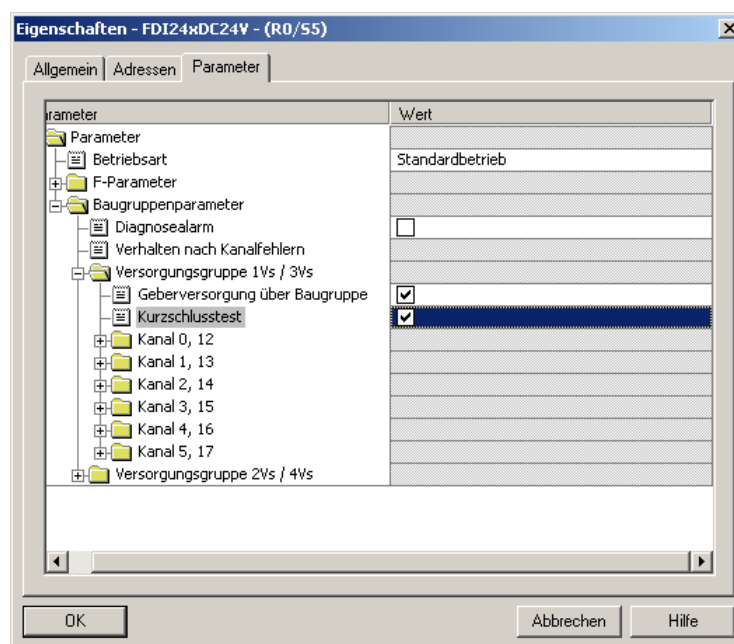 Eigenschaften - FDI24xDC24V - (R0/S5)
Allgemein Adressen Parameter
arameter Wert
Parameter
Betriebsart Standardbetrieb
F-Parameter
Baugruppenparameter
Diagnosealarm
Verhalten nach Kanalfehlern
Versorgungsgruppe 1Vs / 3Vs
Geberversorgung über Baugruppe
Kurzschlusstest
Kanal 0, 12
Kanal 1, 13
Kanal 2, 14
Kanal 3, 15
Kanal 4, 16
Kanal 5, 17
Versorgungsgruppe 2Vs / 4Vs
OK Abbrechen Hilfe